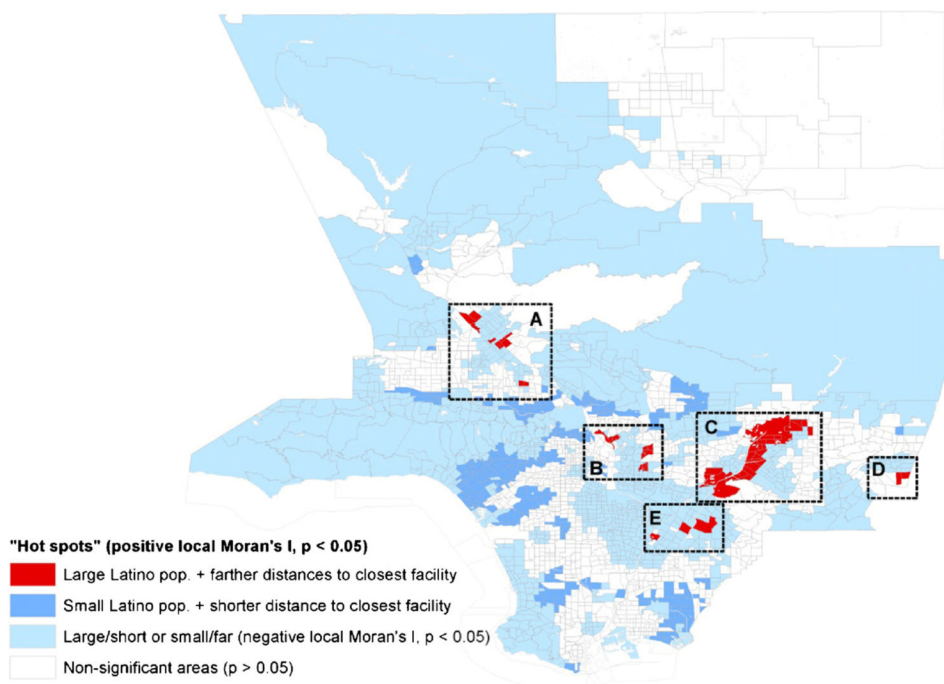 A
B
C
D
E
"Hot spots" (positive local Moran's I, p < 0.05)
Large Latino pop. + farther distances to closest facility
Small Latino pop. + shorter distance to closest facility
Large/short or small/far (negative local Moran's I, p < 0.05)
Non-significant areas (p > 0.05)